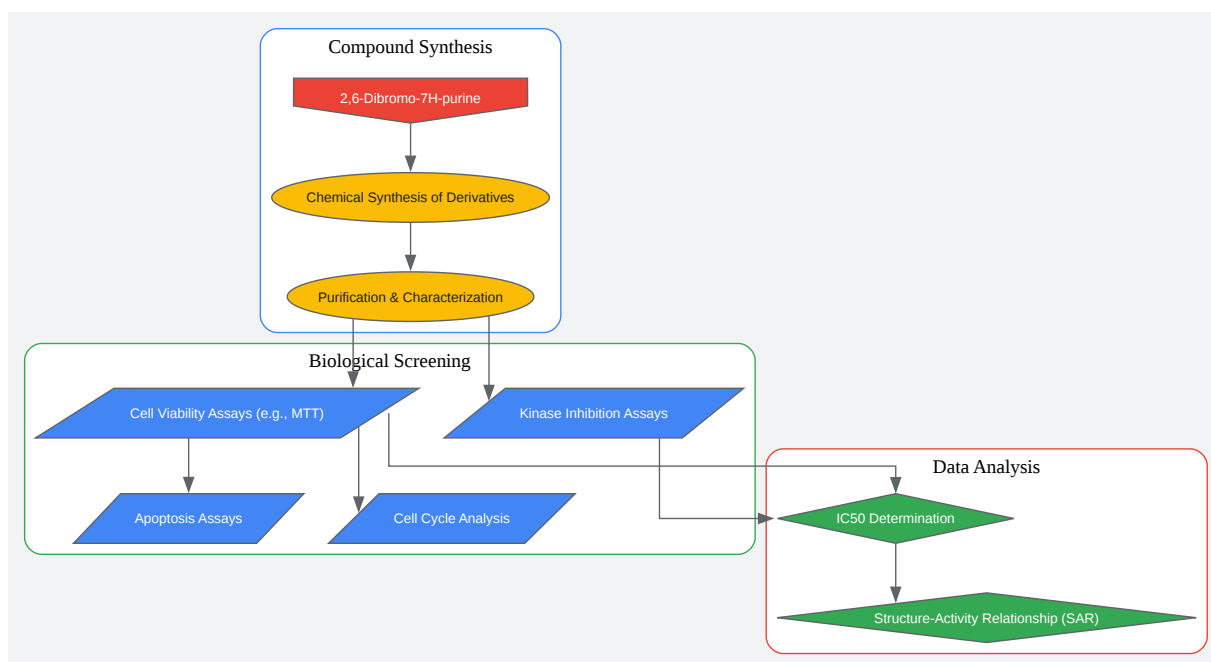 Compound Synthesis
2,6-Dibromo-7H-purine
Chemical Synthesis of Derivatives
Purification & Characterization
Biological Screening
Cell Viability Assays (e.g., MTT)
Kinase Inhibition Assays
Apoptosis Assays
Cell Cycle Analysis
Data Analysis
IC50 Determination
Structure-Activity Relationship (SAR)